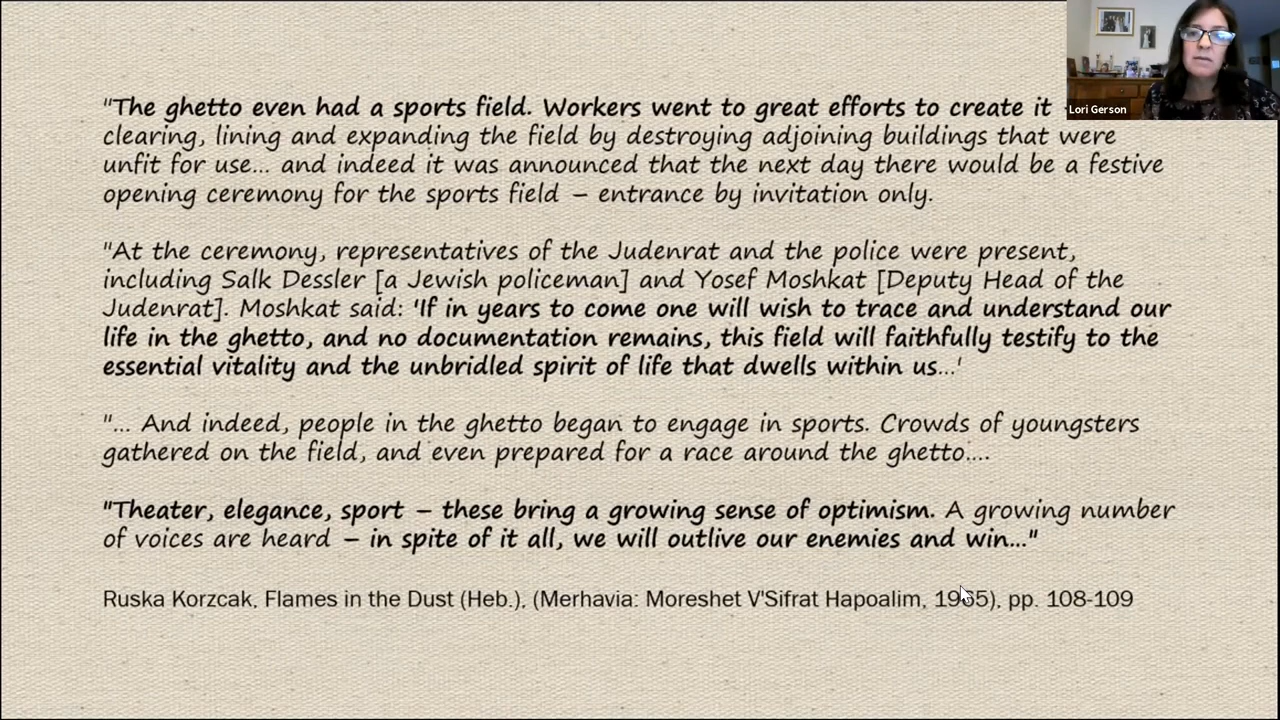 "The ghetto even had a sports field. Workers went to great efforts to create it
clearing, lining and expanding the field by destroying adjoining buildings that were
unfit for use... and indeed it was announced that the next day there would be a festive
opening ceremony for the sports field – entrance by invitation only.
"At the ceremony, representatives of the Judenrat and the police were present,
including Salk Dessler [a Jewish policeman] and Yosef Moshkat [Deputy Head of the
Judenrat]. Moshkat said: 'If in years to come one will wish to trace and understand our
life in the ghetto, and no documentation remains, this field will faithfully testify to the
essential vitality and the unbridled spirit of life that dwells within us...'
"... And indeed, people in the ghetto began to engage in sports. Crowds of youngsters
gathered on the field, and even prepared for a race around the ghetto....
"Theater, elegance, sport – these bring a growing sense of optimism. A growing number
of voices are heard – in spite of it all, we will outlive our enemies and win..."
Ruska Korzcak, Flames in the Dust (Heb.), (Merhavia: Moreshet V'Sifrat Hapoalim, 1965), pp. 108-109
Lori Gerson